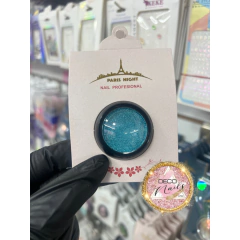 PARIS NIGHT
NAIL PROFESIONAL
DECO
Nails